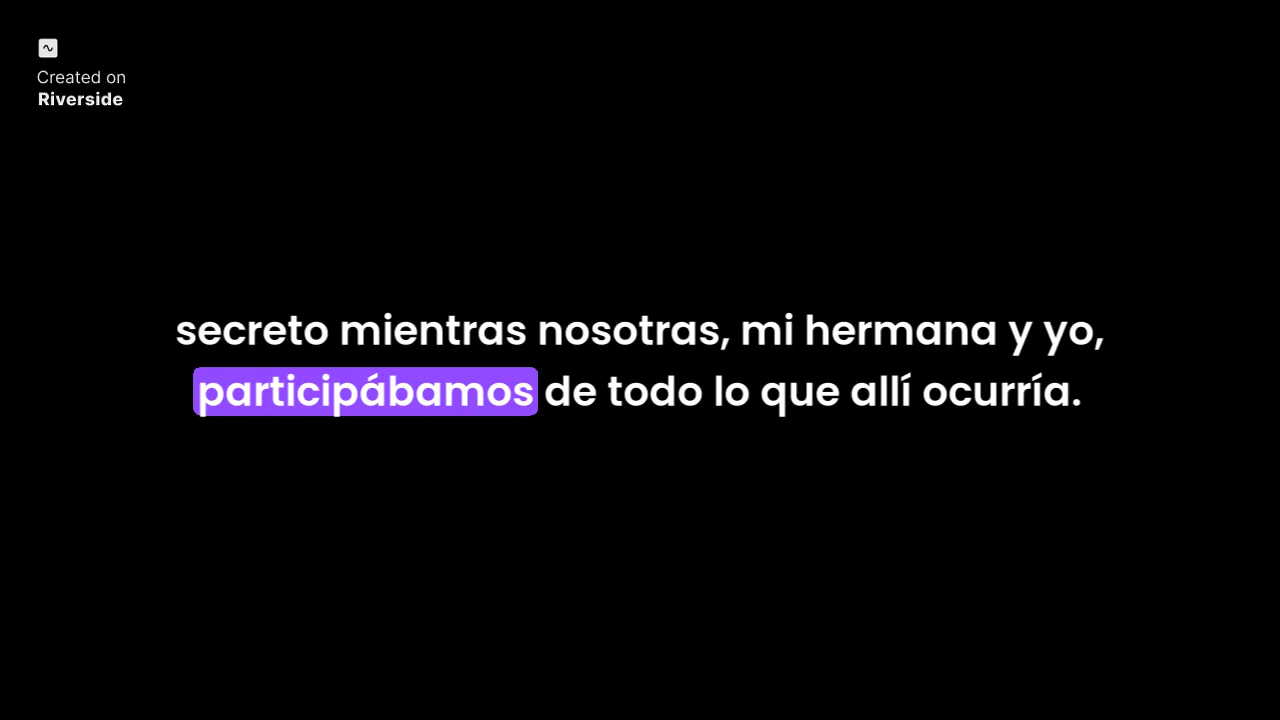 Created on
Riverside
secreto mientras nosotras, mi hermana y yo,
participábamos de todo lo que allí ocurría.